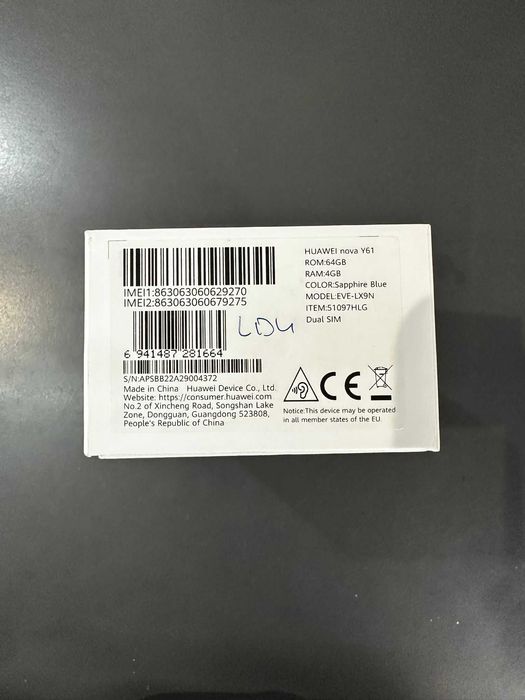 HUAWEI nova Y61
ROM:64GB
RAM:4GB
COLOR:Sapphire Blue
MODEL:EVE-LX9N
ITEM:51097HLG
Dual SIM
IMEI1:863063060629270
IMEI2:863063060679275
LDU
6 941487 281664
S/N:APSBB22A29004372
Made in China Huawei Device Co., Ltd.
Website: https://consumer.huawei.com
No.2 of Xincheng Road, Songshan Lake
Zone, Dongguan, Guangdong 523808,
People's Republic of China
CE
Notice:This device may be operated
in all member states of the EU.